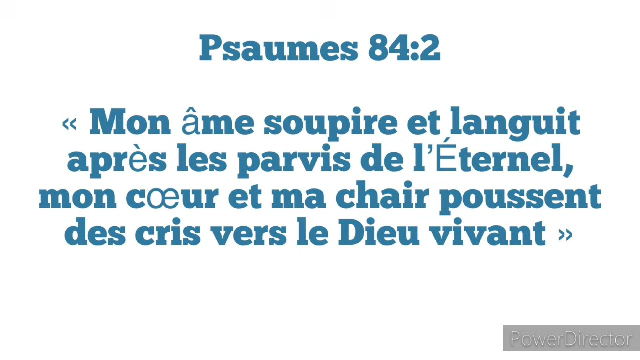 Psaumes 84:2
« Mon âme soupire et languit
après les parvis de l’Éternel,
mon cœur et ma chair poussent
des cris vers le Dieu vivant »
PowerDirector